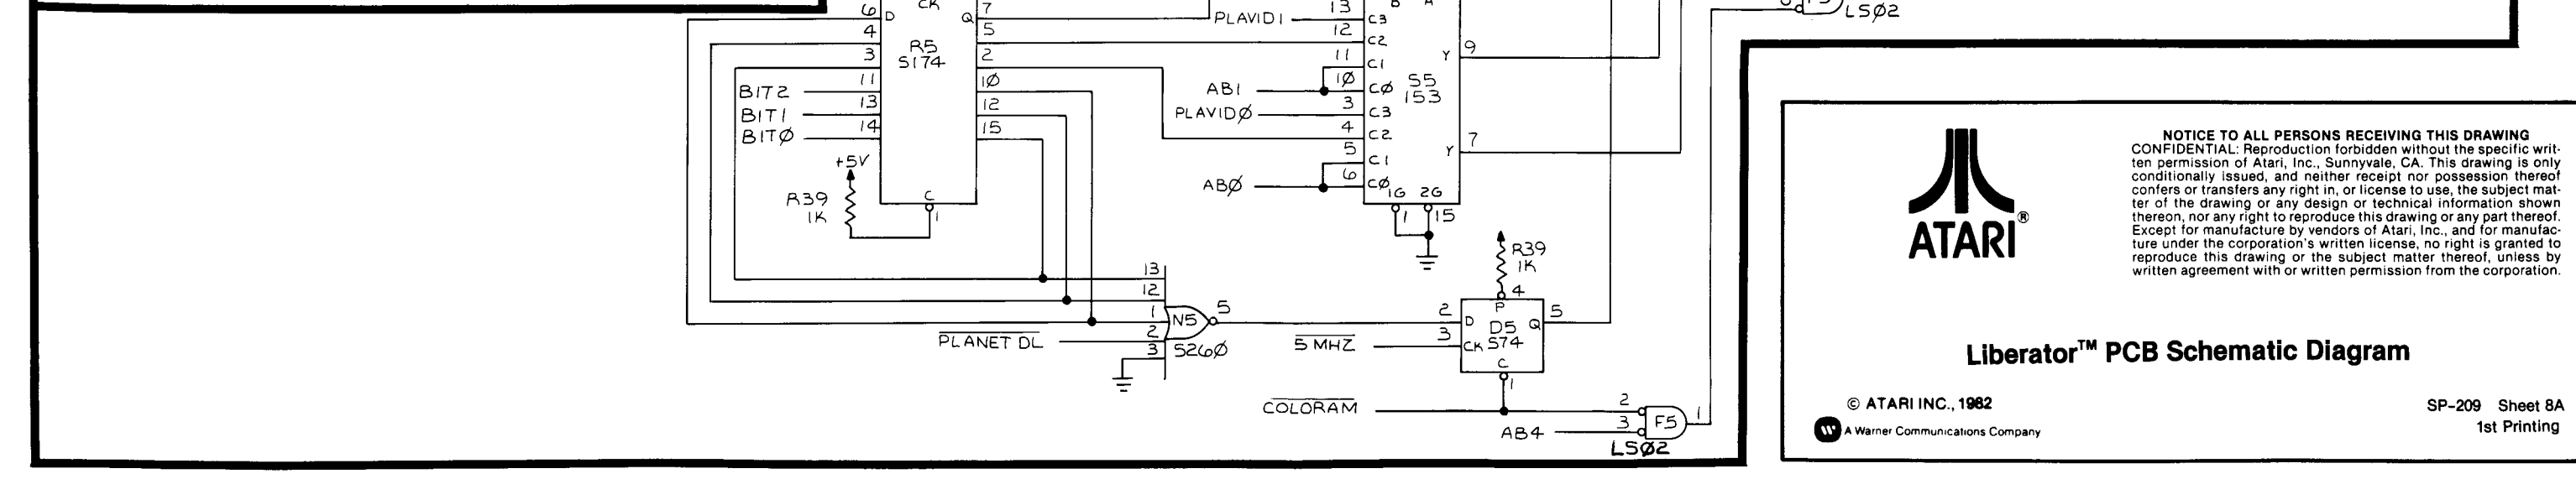 CK
6 D Q 7
4
5
3
2
R5
S174
11
10
BIT2
13
12
BIT1
14
15
BITØ
+5V
R39
1K
C
1
PLAVID1
13
C3
B A
12
C2
11
C1
1Ø
CØ
AB1
S5
153
Y 9
PLAVIDØ
3
C3
4
C2
5
C1
Y 7
6
CØ
ABØ
1G 2G
1 15
LSØ2
13
12
1
N5
5
2
PLANET DL
3
S26Ø
R39
1K
4
P
2
D
D5
S74
Q
5
5 MHZ
3
CK
C
1
COLORAM
2
F5
1
AB4
3
LSØ2
ATARI®
NOTICE TO ALL PERSONS RECEIVING THIS DRAWING
CONFIDENTIAL: Reproduction forbidden without the specific writ-
ten permission of Atari, Inc., Sunnyvale, CA. This drawing is only
conditionally issued, and neither receipt nor possession thereof
confers or transfers any right in, or license to use, the subject mat-
ter of the drawing or any design or technical information shown
thereon, nor any right to reproduce this drawing or any part thereof.
Except for manufacture by vendors of Atari, Inc., and for manufac-
ture under the corporation's written license, no right is granted to
reproduce this drawing or the subject matter thereof, unless by
written agreement with or written permission from the corporation.
Liberator™ PCB Schematic Diagram
© ATARI INC., 1982
A Warner Communications Company
SP-209 Sheet 8A
1st Printing